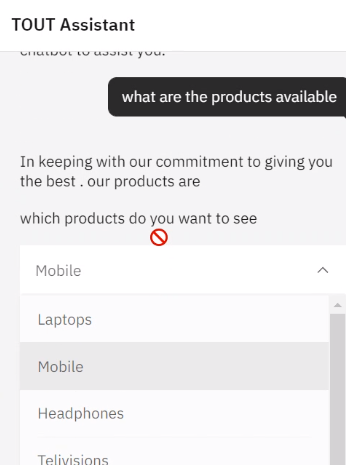 TOUT Assistant
chatbot to assist you.
what are the products available
In keeping with our commitment to giving you
the best . our products are
which products do you want to see
Mobile
Laptops
Mobile
Headphones
Telivisions